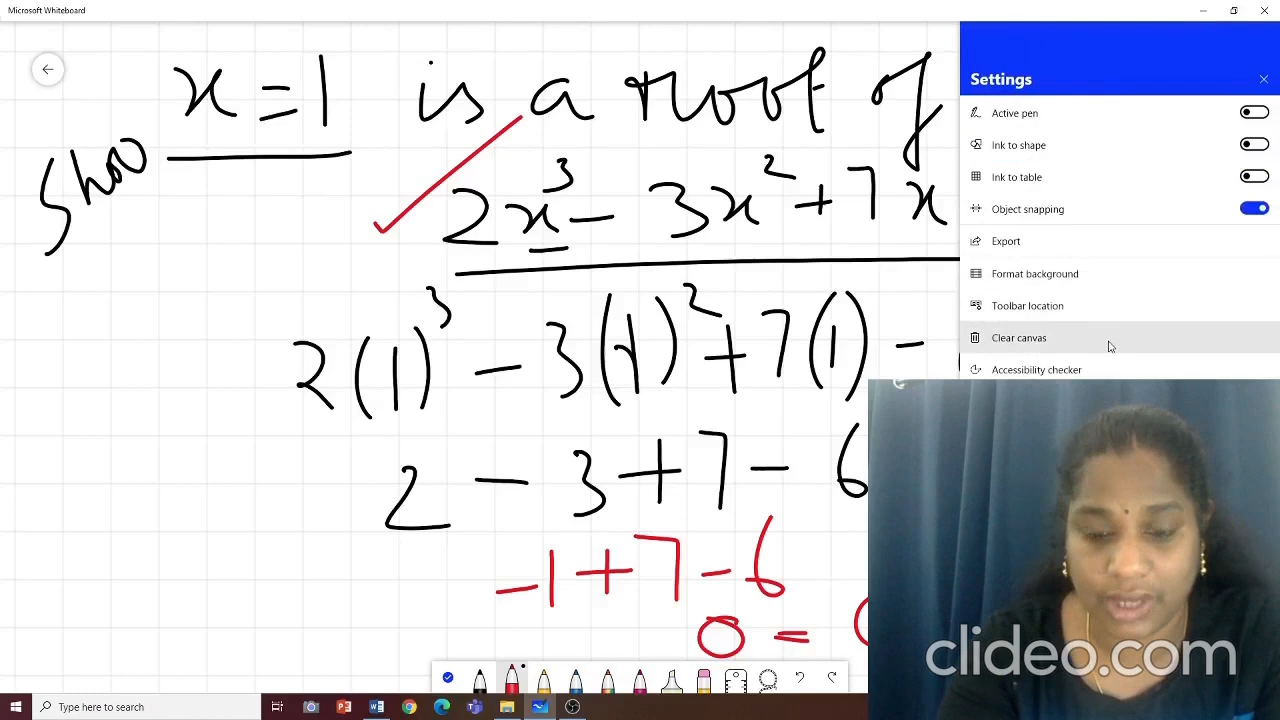 Microsoft Whiteboard
x = 1 is a root of
Show
2x³ - 3x² + 7x
2(1)³ - 3(1)² + 7(1) -
2 - 3 + 7 - 6
-1 + 7 - 6
0 =
Settings
Active pen
Ink to shape
Ink to table
Object snapping
Export
Format background
Toolbar location
Clear canvas
Accessibility checker
clideo.com
Type here to search